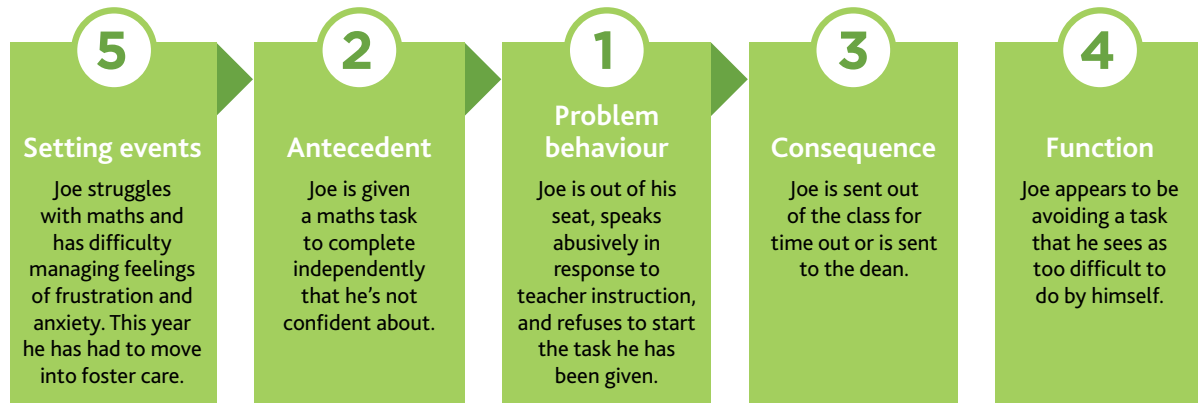 5
Setting events
Joe struggles
with maths and
has difficulty
managing feelings
of frustration and
anxiety. This year
he has had to move
into foster care.
2
Antecedent
Joe is given
a maths task
to complete
independently
that he's not
confident about.
1
Problem
behaviour
Joe is out of his
seat, speaks
abusively in
response to
teacher instruction,
and refuses to start
the task he has
been given.
3
Consequence
Joe is sent out
of the class for
time out or is sent
to the dean.
4
Function
Joe appears to be
avoiding a task
that he sees as
too difficult to
do by himself.